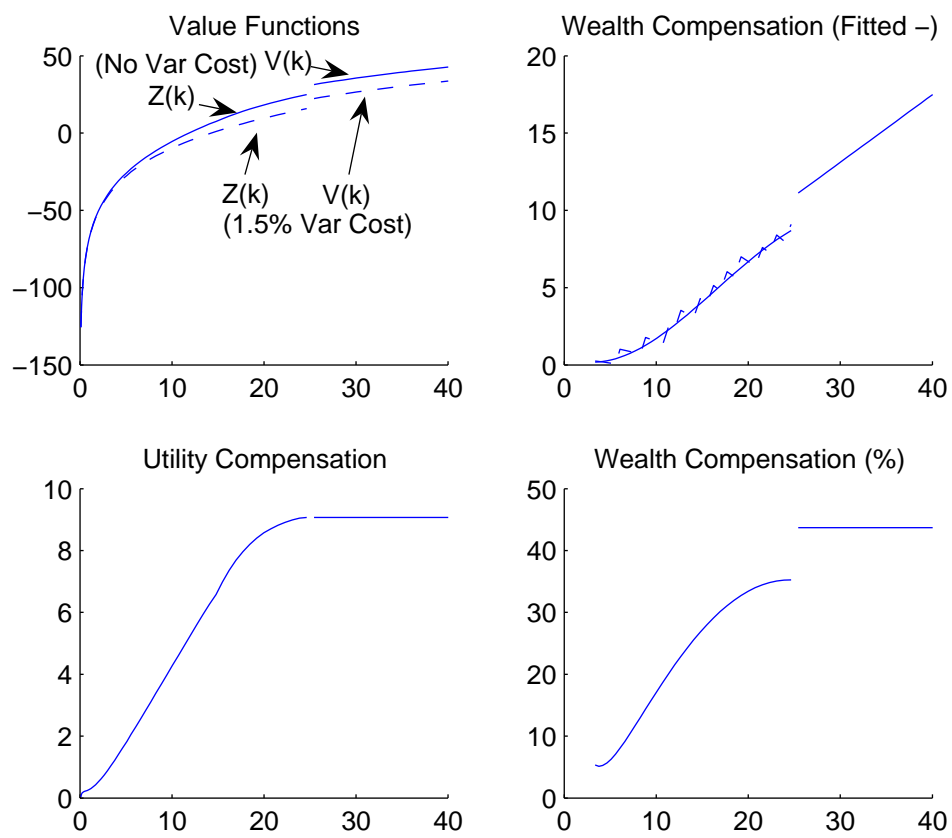 Value Functions
50
0
−50
−100
−150
0 10 20 30 40
(No Var Cost) V(k)
Z(k)
Z(k) V(k)
(1.5% Var Cost)
Wealth Compensation (Fitted −)
20
15
10
5
0
0 10 20 30 40
Utility Compensation
10
8
6
4
2
0
0 10 20 30 40
Wealth Compensation (%)
50
40
30
20
10
0
0 10 20 30 40